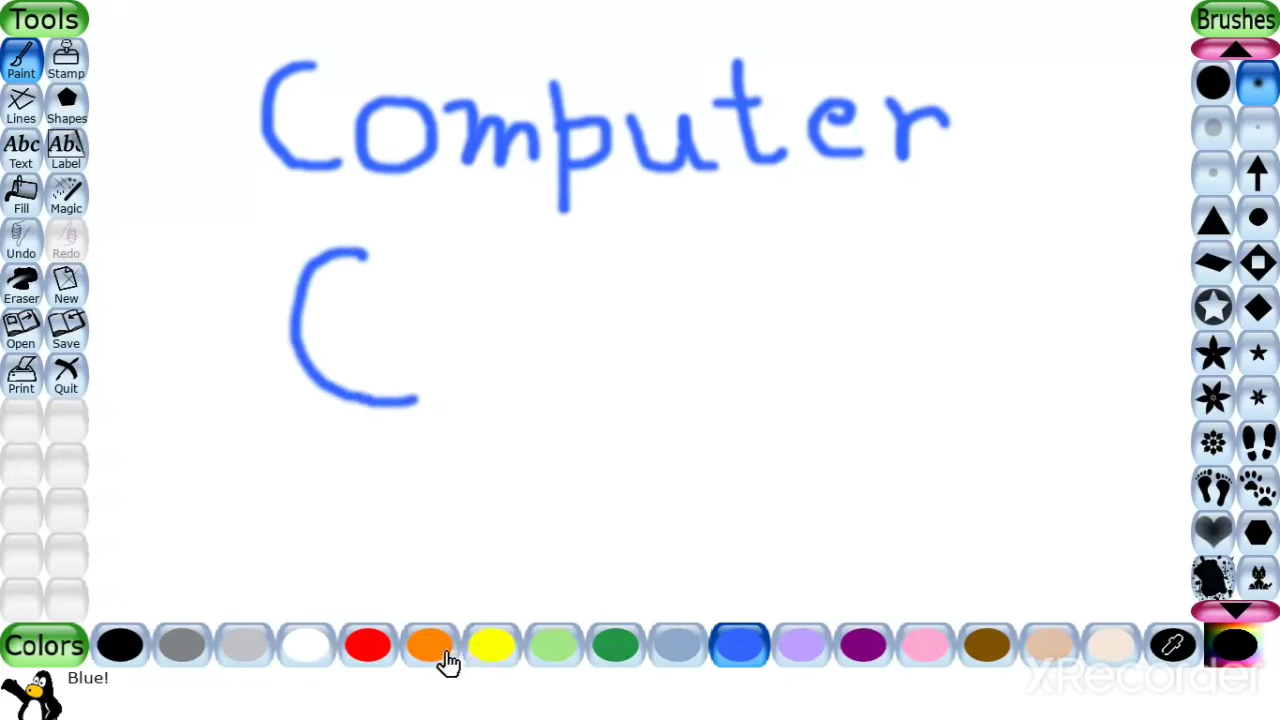 Tools
Brushes
Computer
C
Paint Stamp
Lines Shapes
Abc Abc
Text Label
Fill Magic
Undo Redo
Eraser New
Open Save
Print Quit
Colors
Blue!
XRecorder